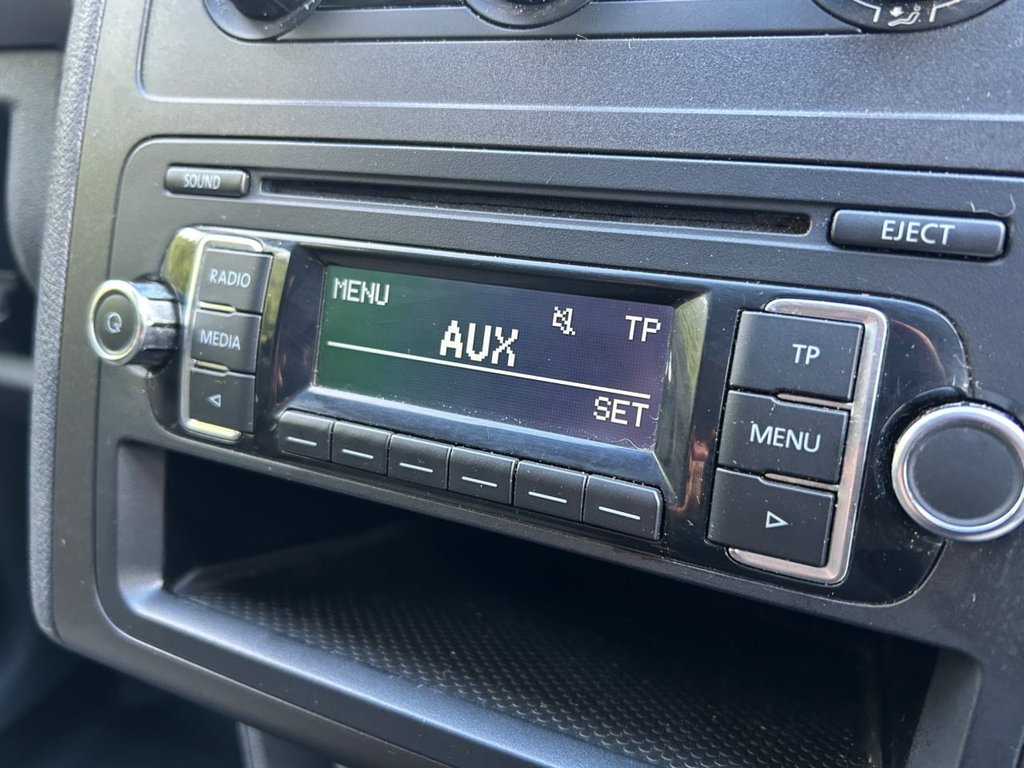 SOUND
EJECT
RADIO
MEDIA
MENU
TP
AUX
SET
TP
MENU